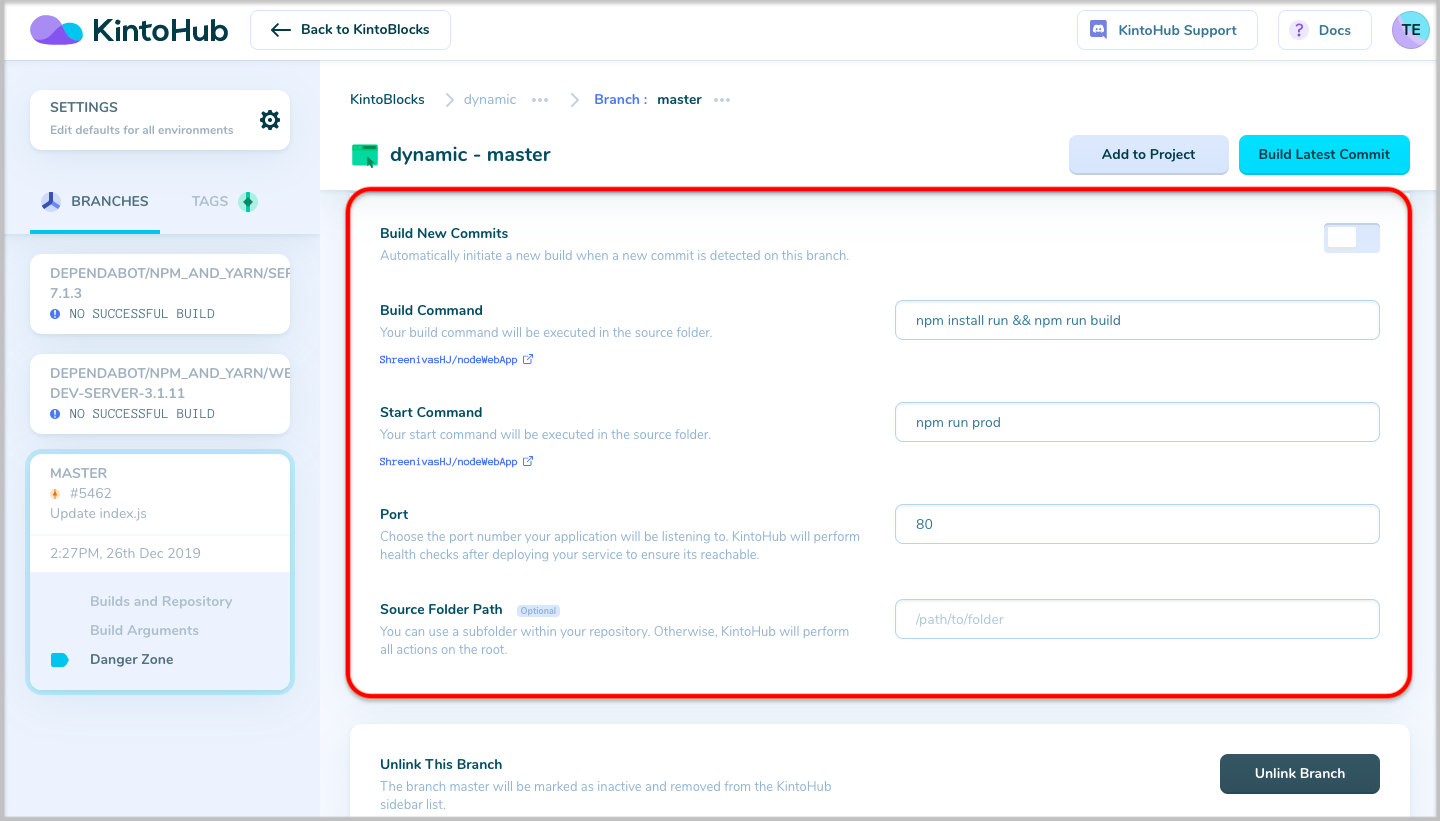 KintoHub
Back to KintoBlocks
KintoHub Support
? Docs
TE
SETTINGS
Edit defaults for all environments
BRANCHES
TAGS
DEPENDABOT/NPM_AND_YARN/SER
7.1.3
NO SUCCESSFUL BUILD
DEPENDABOT/NPM_AND_YARN/WE
DEV-SERVER-3.1.11
NO SUCCESSFUL BUILD
MASTER
#5462
Update index.js
2:27PM, 26th Dec 2019
Builds and Repository
Build Arguments
Danger Zone
KintoBlocks
dynamic •••
Branch : master •••
dynamic - master
Add to Project
Build Latest Commit
Build New Commits
Automatically initiate a new build when a new commit is detected on this branch.
Build Command
Your build command will be executed in the source folder.
ShreenivasHJ/nodeWebApp
npm install run && npm run build
Start Command
Your start command will be executed in the source folder.
ShreenivasHJ/nodeWebApp
npm run prod
Port
Choose the port number your application will be listening to. KintoHub will perform
health checks after deploying your service to ensure its reachable.
80
Source Folder Path Optional
You can use a subfolder within your repository. Otherwise, KintoHub will perform
all actions on the root.
/path/to/folder
Unlink This Branch
The branch master will be marked as inactive and removed from the KintoHub
sidebar list.
Unlink Branch